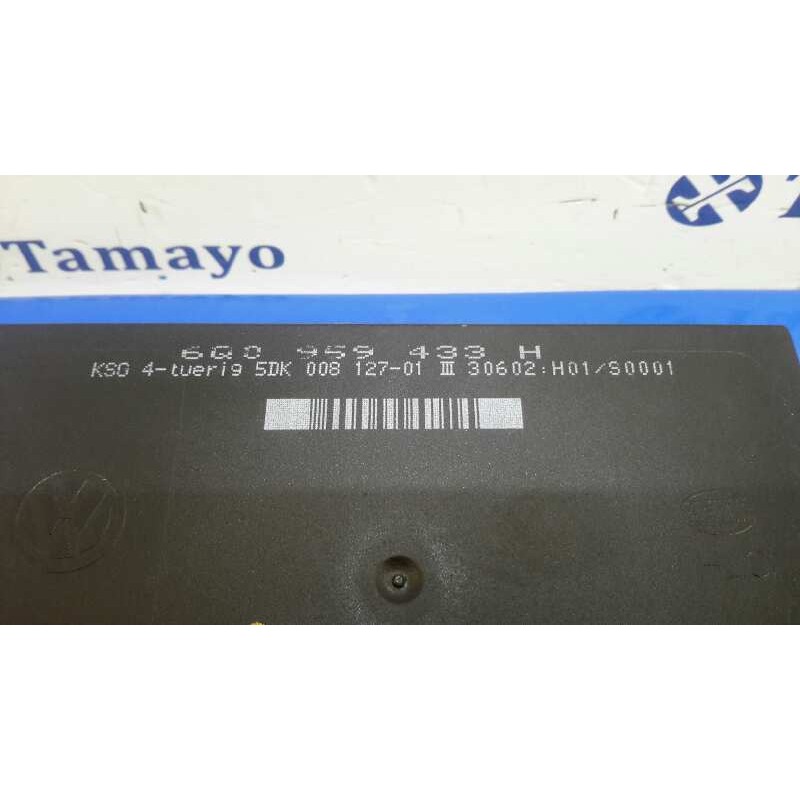 Tamayo
6Q0 959 433 H
KSG 4-tuerig 5DK 008 127-01 III 30602:H01/S0001